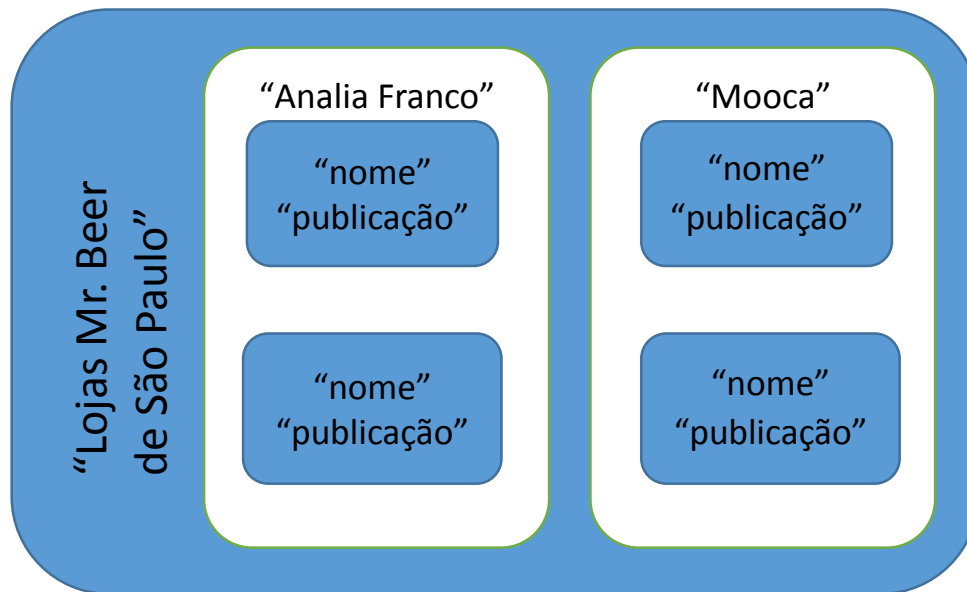 “Lojas Mr. Beer
de São Paulo”
“Analia Franco”
“nome”
“publicação”
“nome”
“publicação”
“Mooca”
“nome”
“publicação”
“nome”
“publicação”